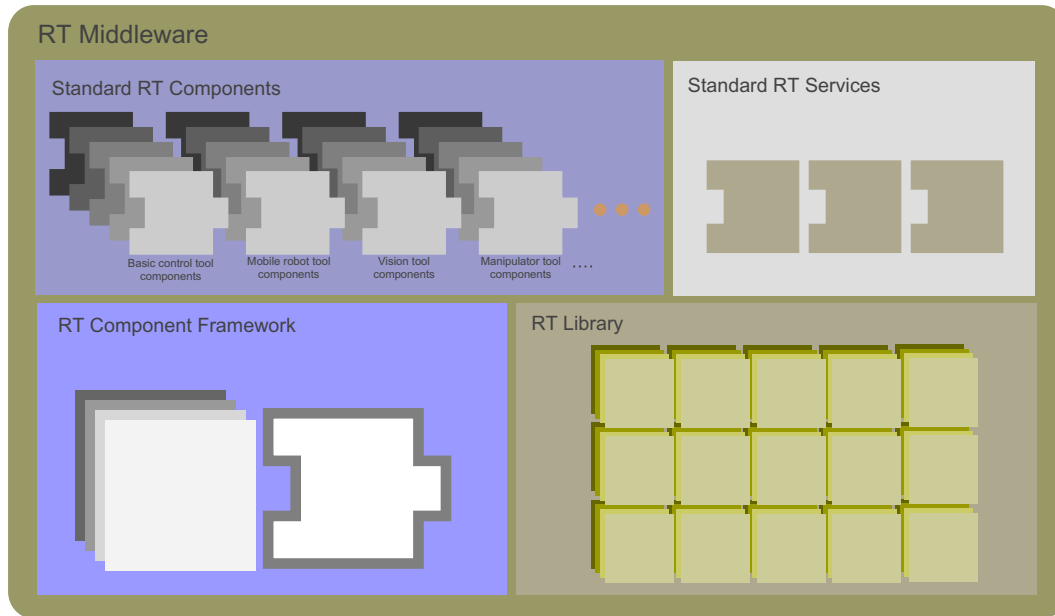 RT Middleware
Standard RT Components
Basic control tool
components
Mobile robot tool
components
Vision tool
components
Manipulator tool
components
....
Standard RT Services
RT Component Framework
RT Library